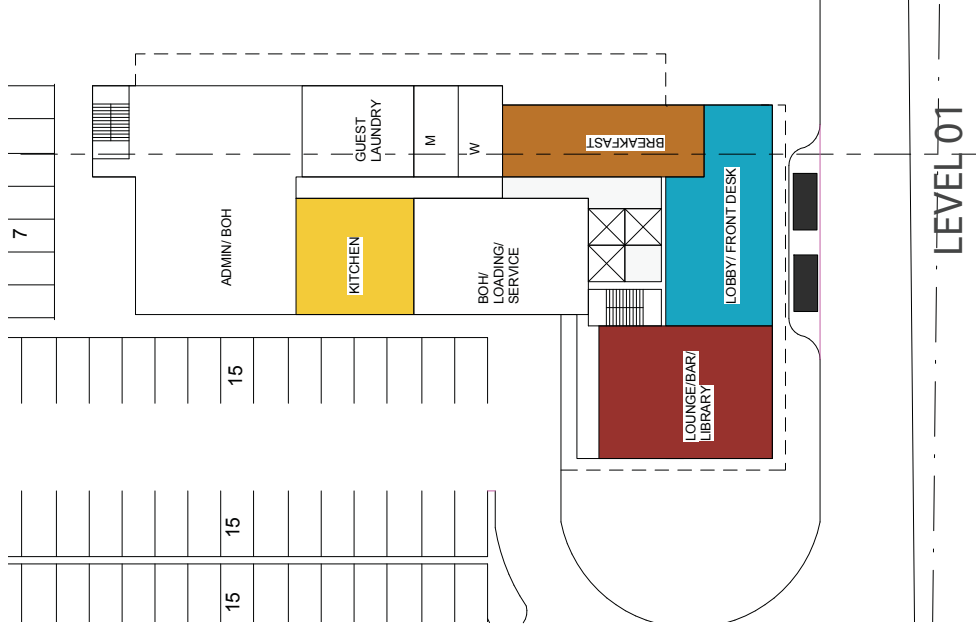 LEVEL 01
GUEST
LAUNDRY
M
W
BREAKFAST
7
ADMIN/ BOH
KITCHEN
BOH/
LOADING/
SERVICE
LOBBY/ FRONT DESK
LOUNGE/BAR/
LIBRARY
15
15
15